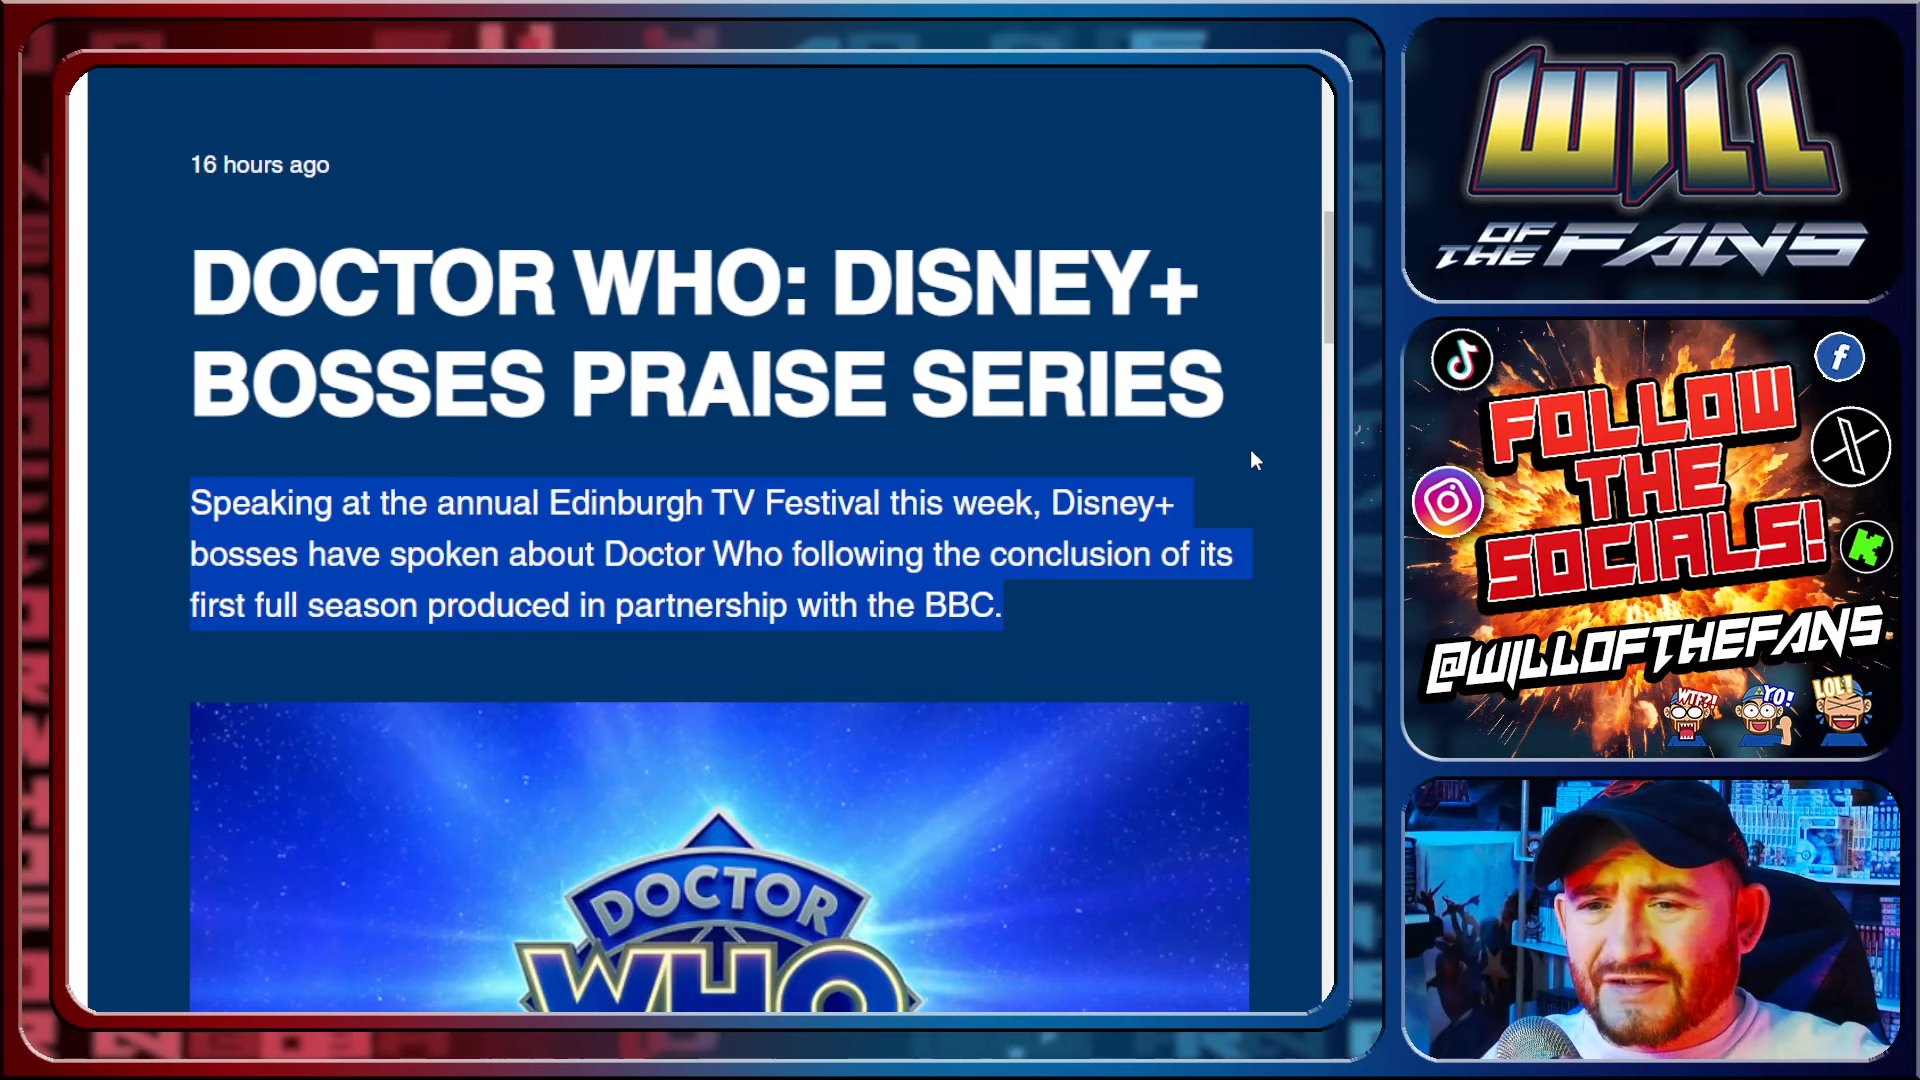 16 hours ago
DOCTOR WHO: DISNEY+
BOSSES PRAISE SERIES
Speaking at the annual Edinburgh TV Festival this week, Disney+
bosses have spoken about Doctor Who following the conclusion of its
first full season produced in partnership with the BBC.
DOCTOR
WHO
WILL
OF
THE FANS
FOLLOW
THE
SOCIALS!
@WILLOFTHEFANS
WTF?!
YO!
LOL!